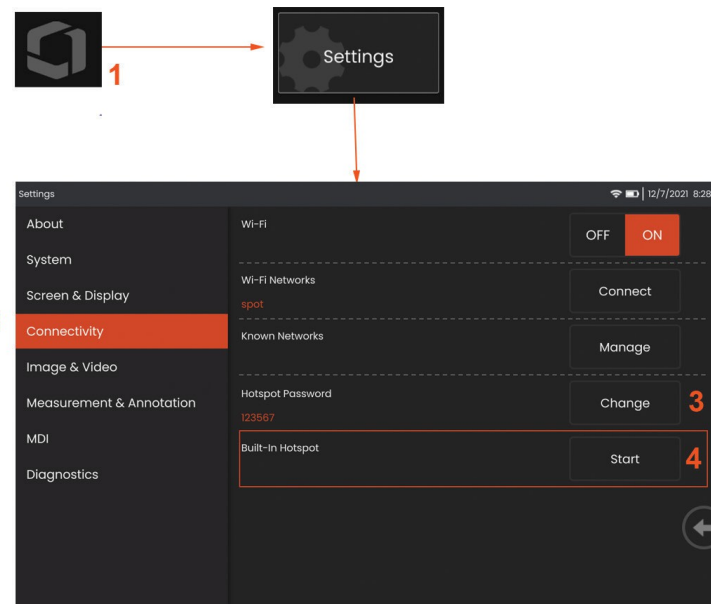 1
Settings
Settings
12/7/2021 8:28
About
System
Screen & Display
Connectivity
Image & Video
Measurement & Annotation
MDI
Diagnostics
Wi-Fi
OFF ON
Wi-Fi Networks
spot
Connect
Known Networks
Manage
Hotspot Password
123567
Change
3
Built-In Hotspot
Start
4